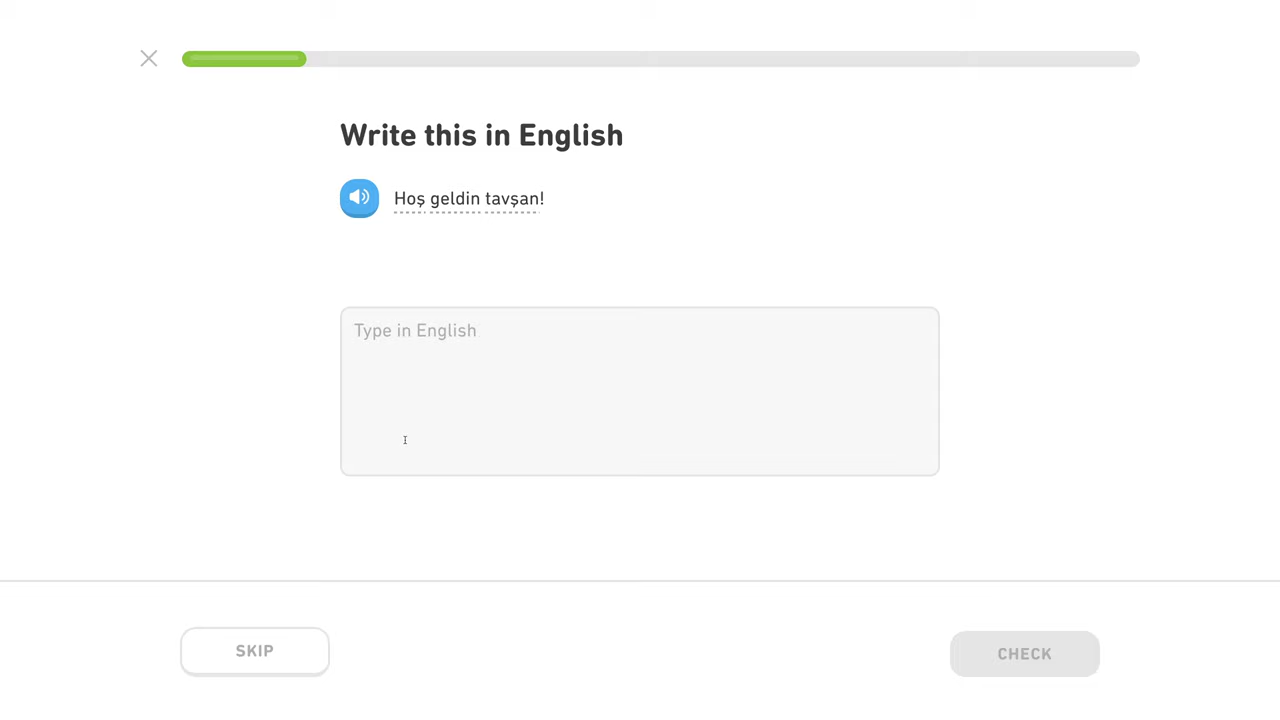 Write this in English
Hoş geldin tavşan!
Type in English
SKIP
CHECK